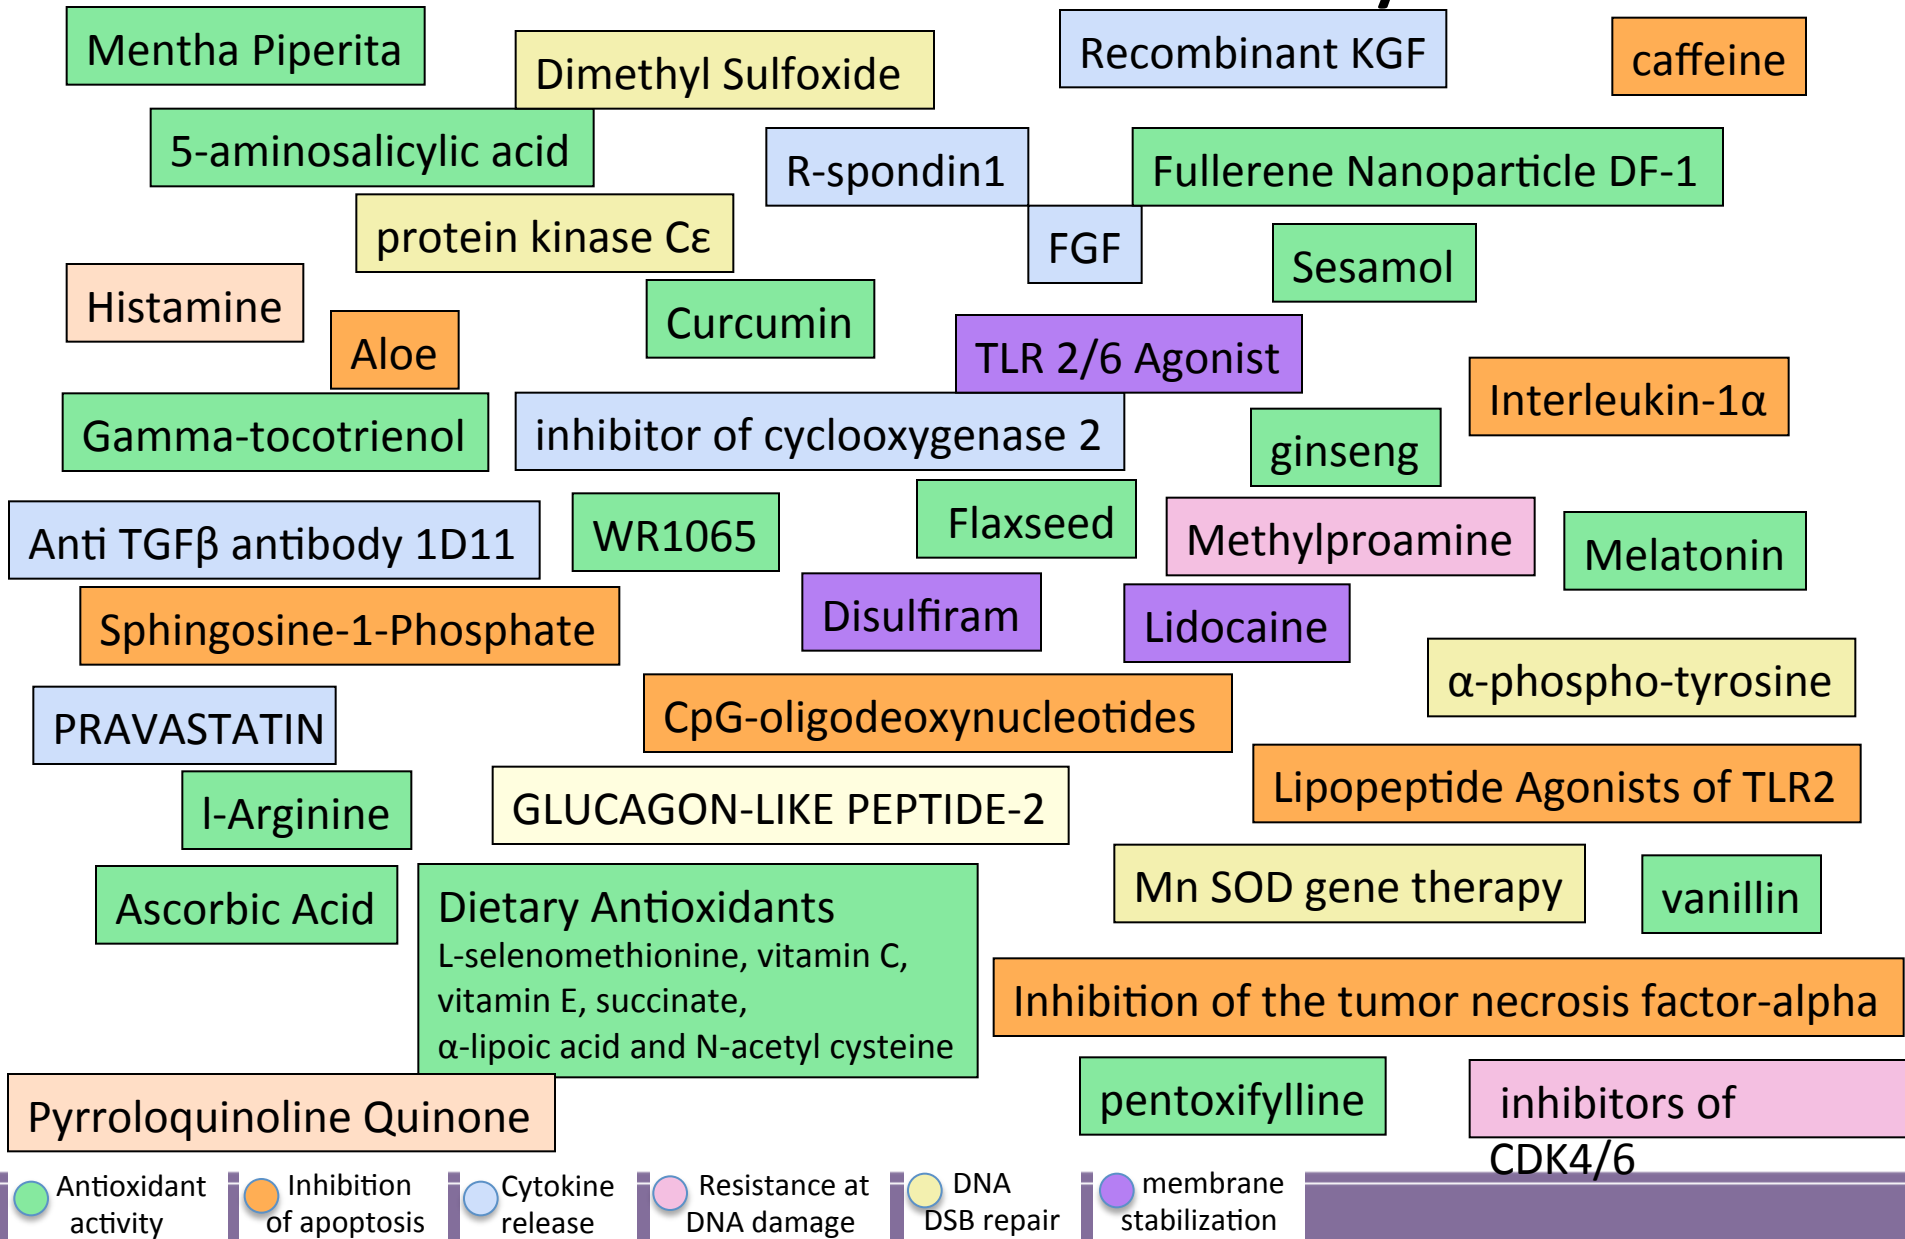 Mentha Piperita
Dimethyl Sulfoxide
Recombinant KGF
caffeine
5-aminosalicylic acid
R-spondin1
Fullerene Nanoparticle DF-1
protein kinase Cε
FGF
Sesamol
Histamine
Curcumin
Aloe
TLR 2/6 Agonist
Interleukin-1α
Gamma-tocotrienol
inhibitor of cyclooxygenase 2
ginseng
Anti TGFβ antibody 1D11
WR1065
Flaxseed
Methylproamine
Melatonin
Sphingosine-1-Phosphate
Disulfiram
Lidocaine
α-phospho-tyrosine
PRAVASTATIN
CpG-oligodeoxynucleotides
Lipopeptide Agonists of TLR2
l-Arginine
GLUCAGON-LIKE PEPTIDE-2
Mn SOD gene therapy
vanillin
Ascorbic Acid
Dietary Antioxidants
L-selenomethionine, vitamin C,
vitamin E, succinate,
α-lipoic acid and N-acetyl cysteine
Inhibition of the tumor necrosis factor-alpha
Pyrroloquinoline Quinone
pentoxifylline
inhibitors of
CDK4/6
Antioxidant
activity
Inhibition
of apoptosis
Cytokine
release
Resistance at
DNA damage
DNA
DSB repair
membrane
stabilization